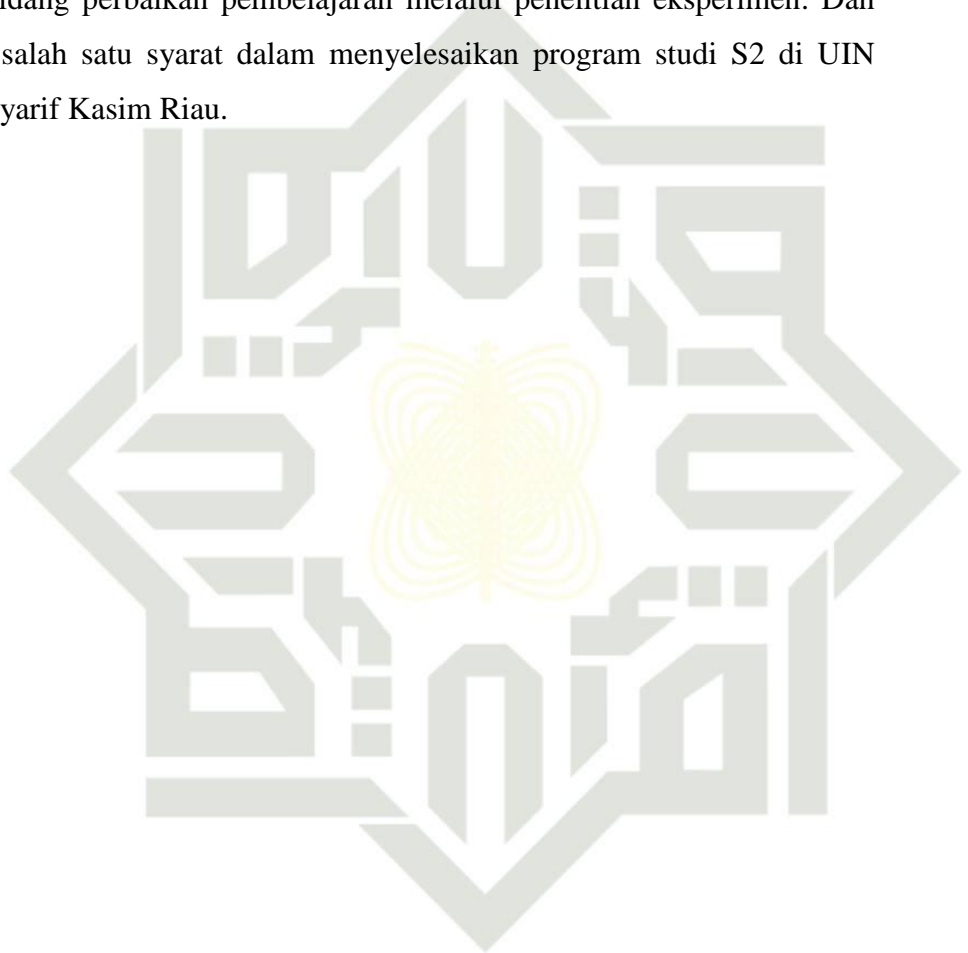 idang perbaikan pembelajaran melalui penelitian eksperimen. Dan
salah satu syarat dalam menyelesaikan program studi S2 di UIN
yarif Kasim Riau.